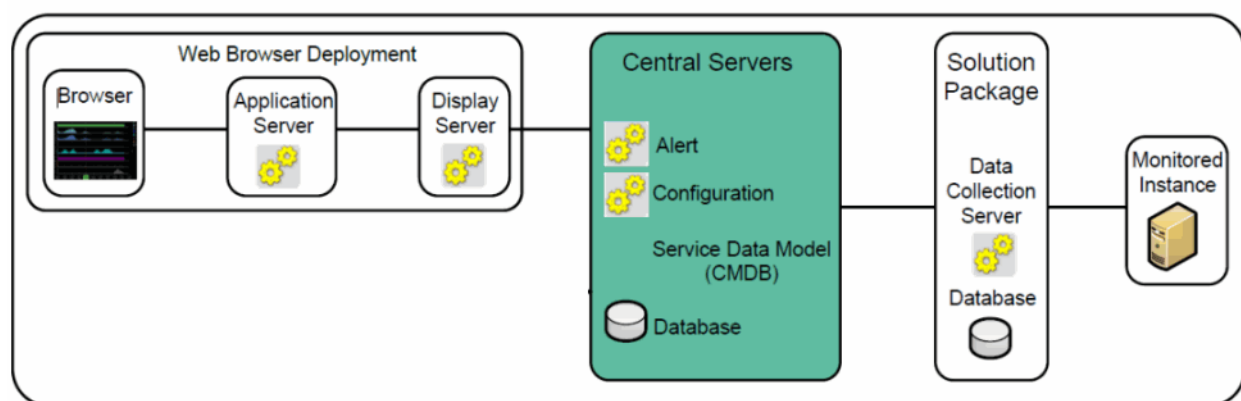 Web Browser Deployment
Browser
Application
Server
Display
Server
Central Servers
Alert
Configuration
Service Data Model
(CMDB)
Database
Solution
Package
Data
Collection
Server
Database
Monitored
Instance